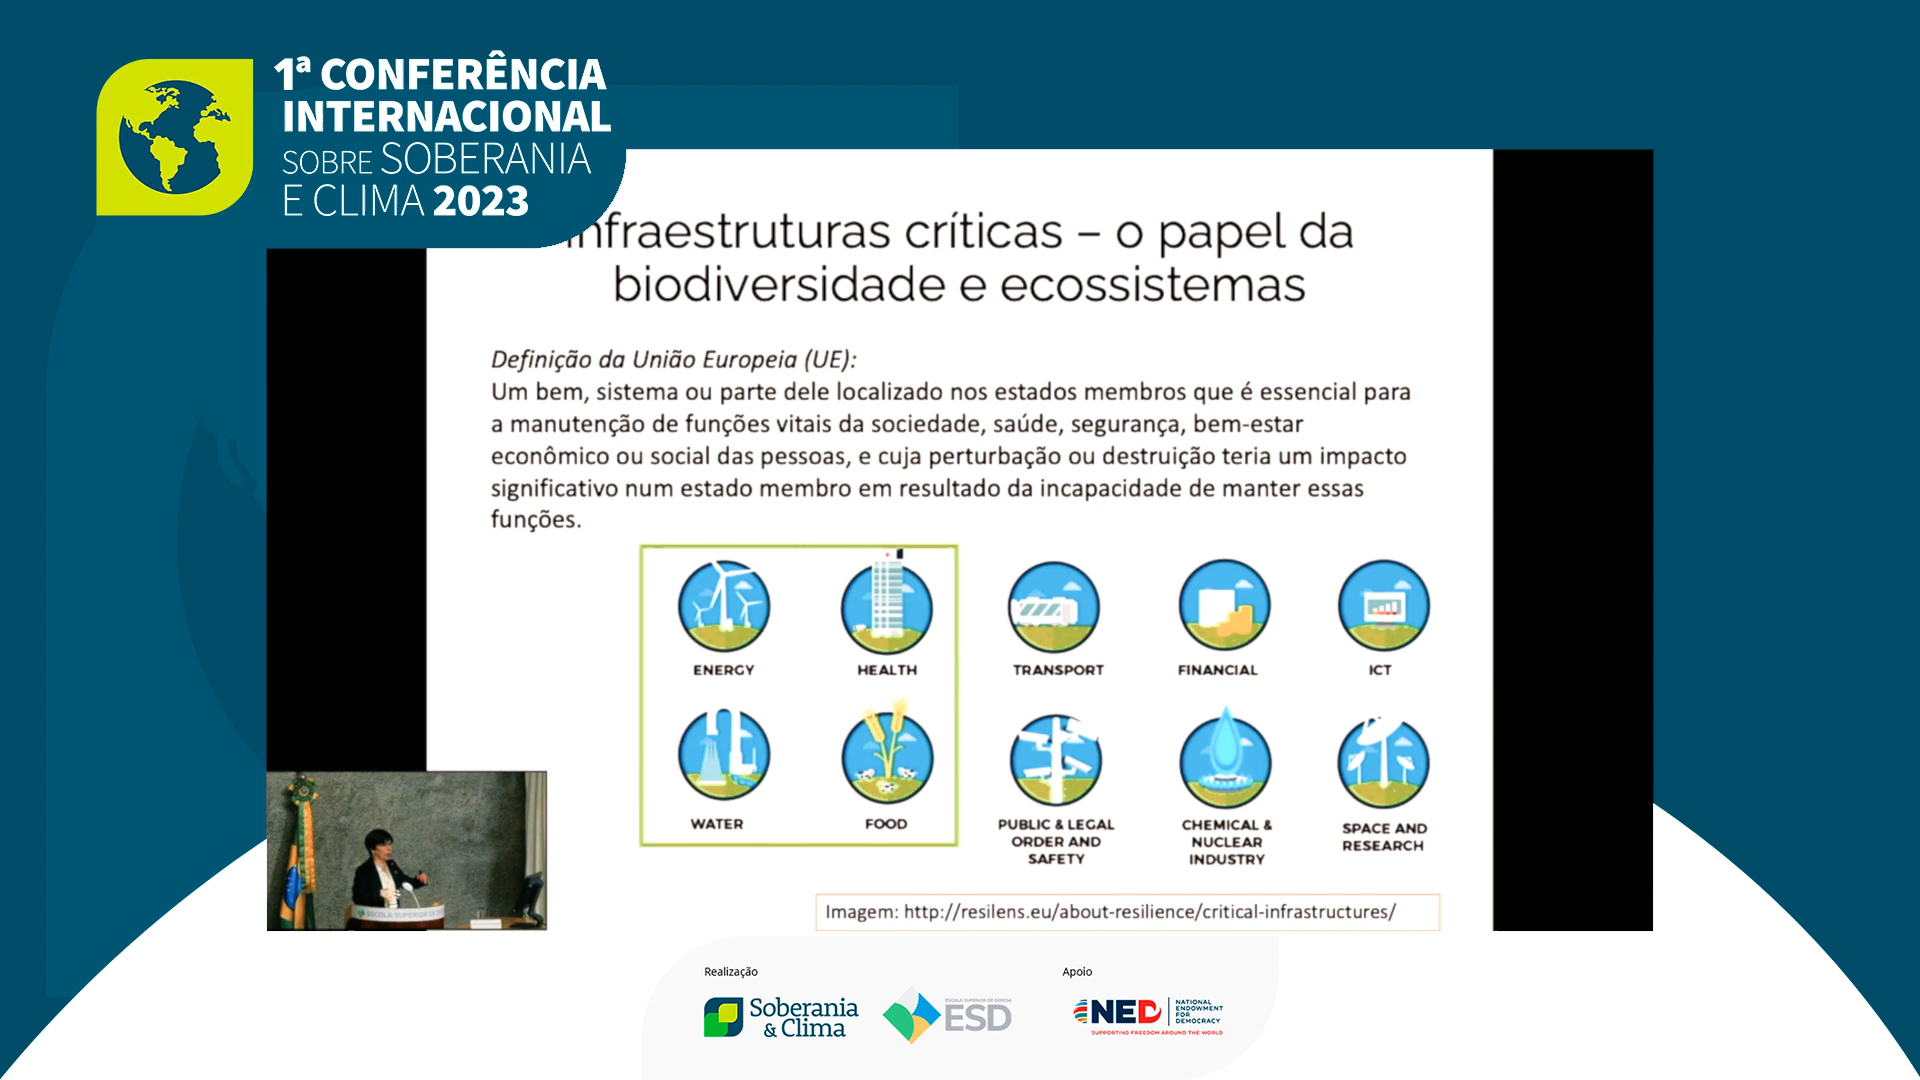 1ª CONFERÊNCIA
INTERNACIONAL
SOBRE SOBERANIA
E CLIMA 2023
nfraestruturas críticas – o papel da
biodiversidade e ecossistemas
Definição da União Europeia (UE):
Um bem, sistema ou parte dele localizado nos estados membros que é essencial para
a manutenção de funções vitais da sociedade, saúde, segurança, bem-estar
econômico ou social das pessoas, e cuja perturbação ou destruição teria um impacto
significativo num estado membro em resultado da incapacidade de manter essas
funções.
ENERGY
HEALTH
TRANSPORT
FINANCIAL
ICT
WATER
FOOD
PUBLIC & LEGAL
ORDER AND
SAFETY
CHEMICAL &
NUCLEAR
INDUSTRY
SPACE AND
RESEARCH
Imagem: http://resilens.eu/about-resilience/critical-infrastructures/
ESCOLA SUPERIOR DE
Realização
Soberania
& Clima
ESCOLA SUPERIOR DE DEFESA
ESD
Apoio
NED
NATIONAL
ENDOWMENT
FOR
DEMOCRACY
SUPPORTING FREEDOM AROUND THE WORLD